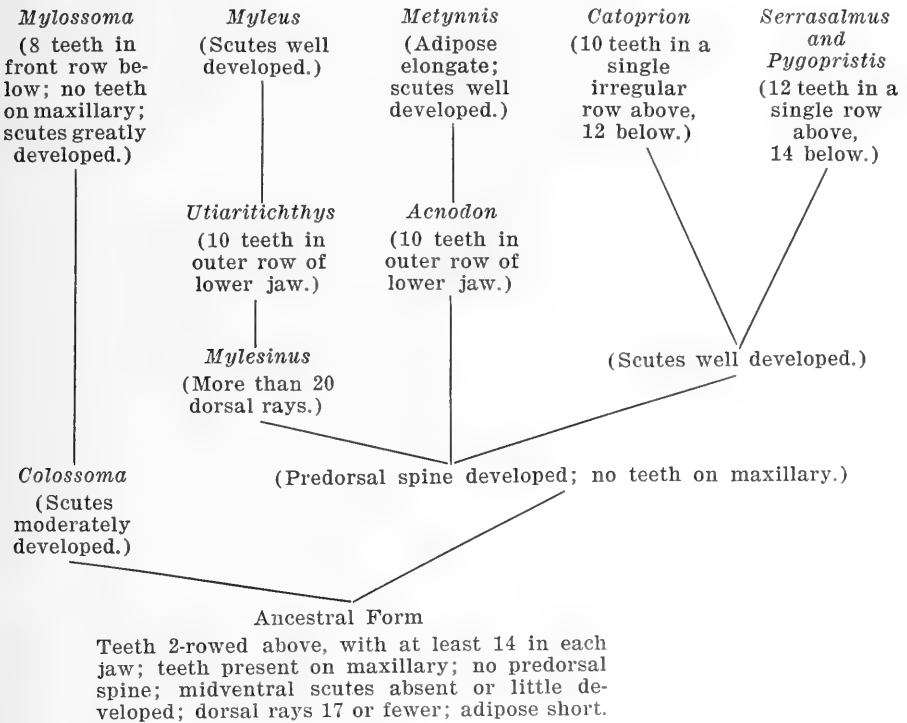 Mylossoma
(8 teeth in
front row be-
low; no teeth
on maxillary;
scutes greatly
developed.)
Myleus
(Scutes well
developed.)
Metynnis
(Adipose
elongate;
scutes well
developed.)
Catoprion
(10 teeth in a
single
irregular
row above,
12 below.)
Serrasalmus
and
Pygopristis
(12 teeth in a
single row
above,
14 below.)
Utiaritichthys
(10 teeth in
outer row of
lower jaw.)
Acnodon
(10 teeth in
outer row of
lower jaw.)
Mylesinus
(More than 20
dorsal rays.)
(Scutes well developed.)
Colossoma
(Scutes
moderately
developed.)
(Predorsal spine developed; no teeth on maxillary.)
Ancestral Form
Teeth 2-rowed above, with at least 14 in each
jaw; teeth present on maxillary; no predorsal
spine; midventral scutes absent or little de-
veloped; dorsal rays 17 or fewer; adipose short.